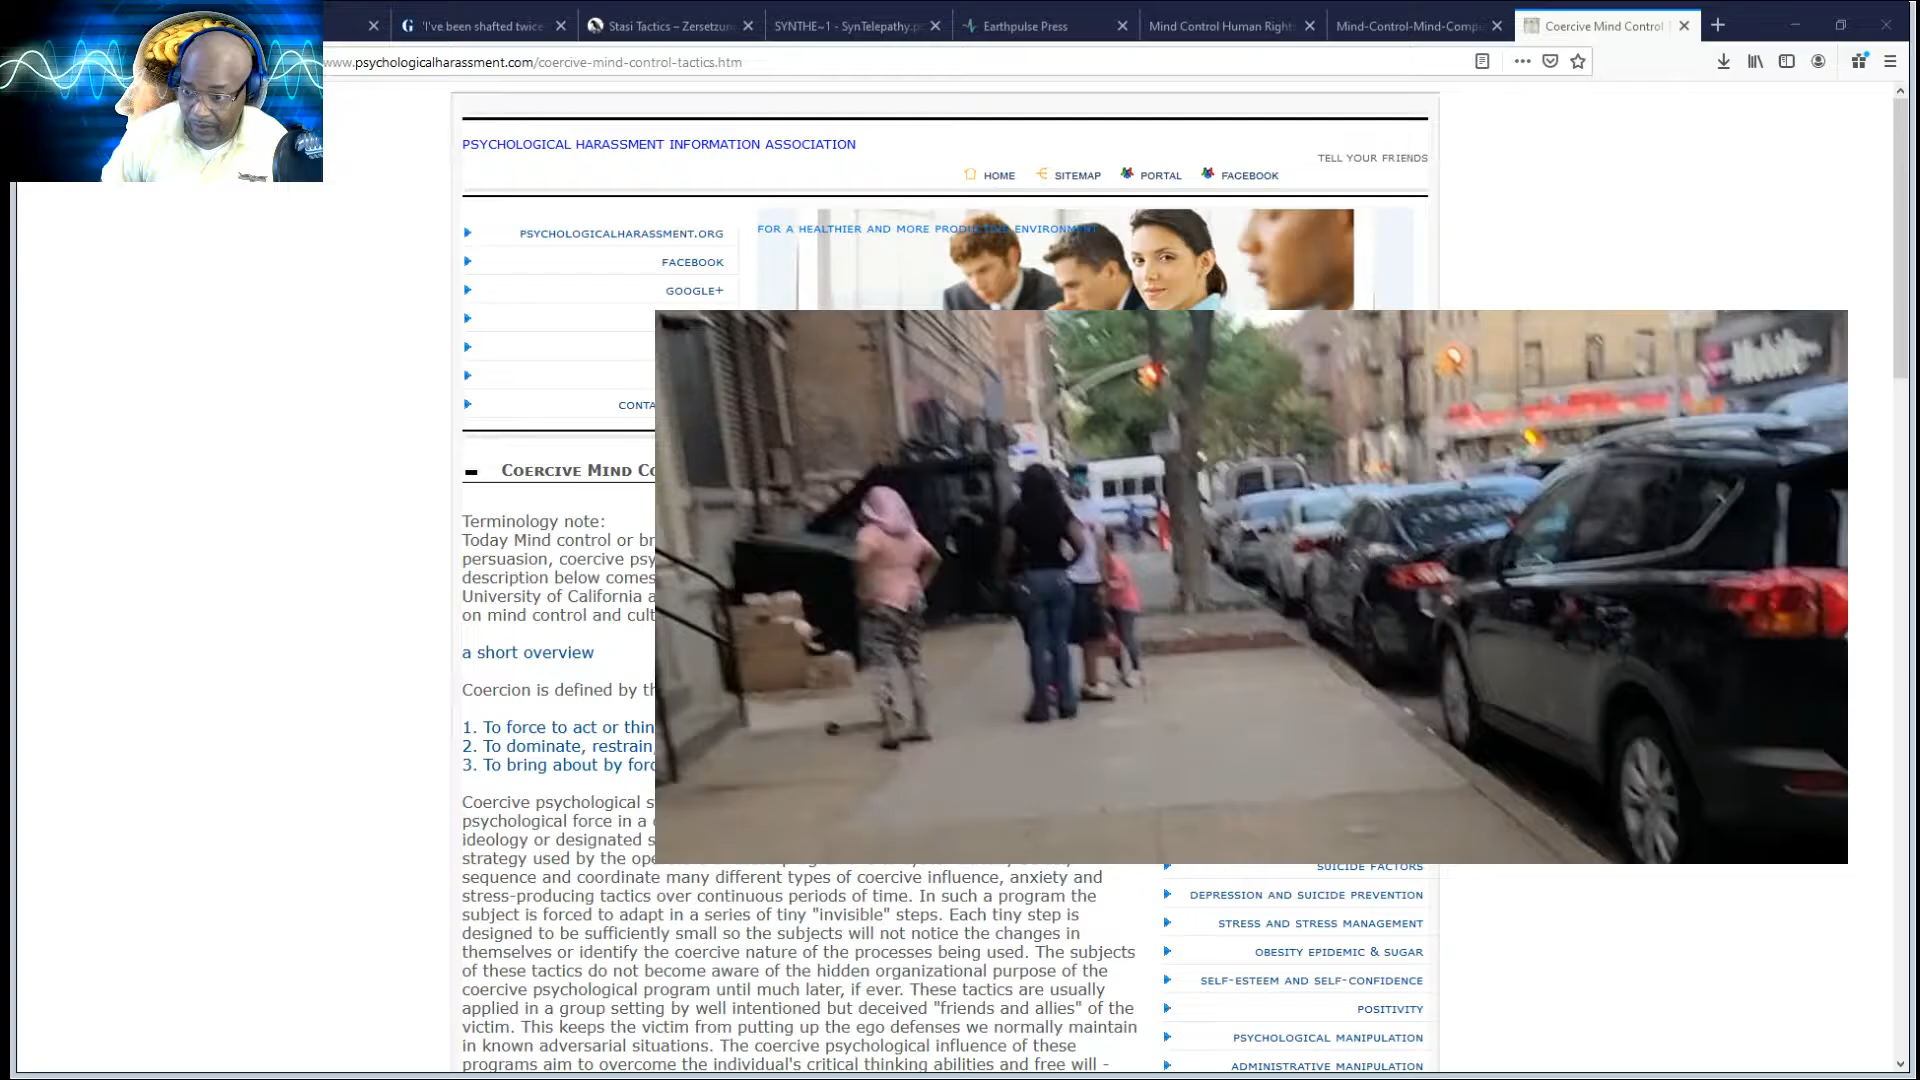 'I've been shafted twice
Stasi Tactics – Zersetzun
SYNTHE~1 - SynTelepathy.p
Earthpulse Press
Mind Control Human Right
Mind-Control-Mind-Comp
Coercive Mind Control
www.psychologicalharassment.com/coercive-mind-control-tactics.htm
PSYCHOLOGICAL HARASSMENT INFORMATION ASSOCIATION
TELL YOUR FRIENDS
HOME
SITEMAP
PORTAL
FACEBOOK
FOR A HEALTHIER AND MORE PRODUCTIVE ENVIRONMENT
PSYCHOLOGICALHARASSMENT.ORG
FACEBOOK
GOOGLE+
CONTA
COERCIVE MIND CO
Terminology note:
Today Mind control or br
persuasion, coercive psy
description below comes
University of California a
on mind control and cult
a short overview
Coercion is defined by th
1. To force to act or thin
2. To dominate, restrain,
3. To bring about by forc
Coercive psychological s
psychological force in a
ideology or designated s
strategy used by the ope
sequence and coordinate many different types of coercive influence, anxiety and
stress-producing tactics over continuous periods of time. In such a program the
subject is forced to adapt in a series of tiny "invisible" steps. Each tiny step is
designed to be sufficiently small so the subjects will not notice the changes in
themselves or identify the coercive nature of the processes being used. The subjects
of these tactics do not become aware of the hidden organizational purpose of the
coercive psychological program until much later, if ever. These tactics are usually
applied in a group setting by well intentioned but deceived "friends and allies" of the
victim. This keeps the victim from putting up the ego defenses we normally maintain
in known adversarial situations. The coercive psychological influence of these
programs aim to overcome the individual's critical thinking abilities and free will -
SUICIDE FACTORS
DEPRESSION AND SUICIDE PREVENTION
STRESS AND STRESS MANAGEMENT
OBESITY EPIDEMIC & SUGAR
SELF-ESTEEM AND SELF-CONFIDENCE
POSITIVITY
PSYCHOLOGICAL MANIPULATION
ADMINISTRATIVE MANIPULATION